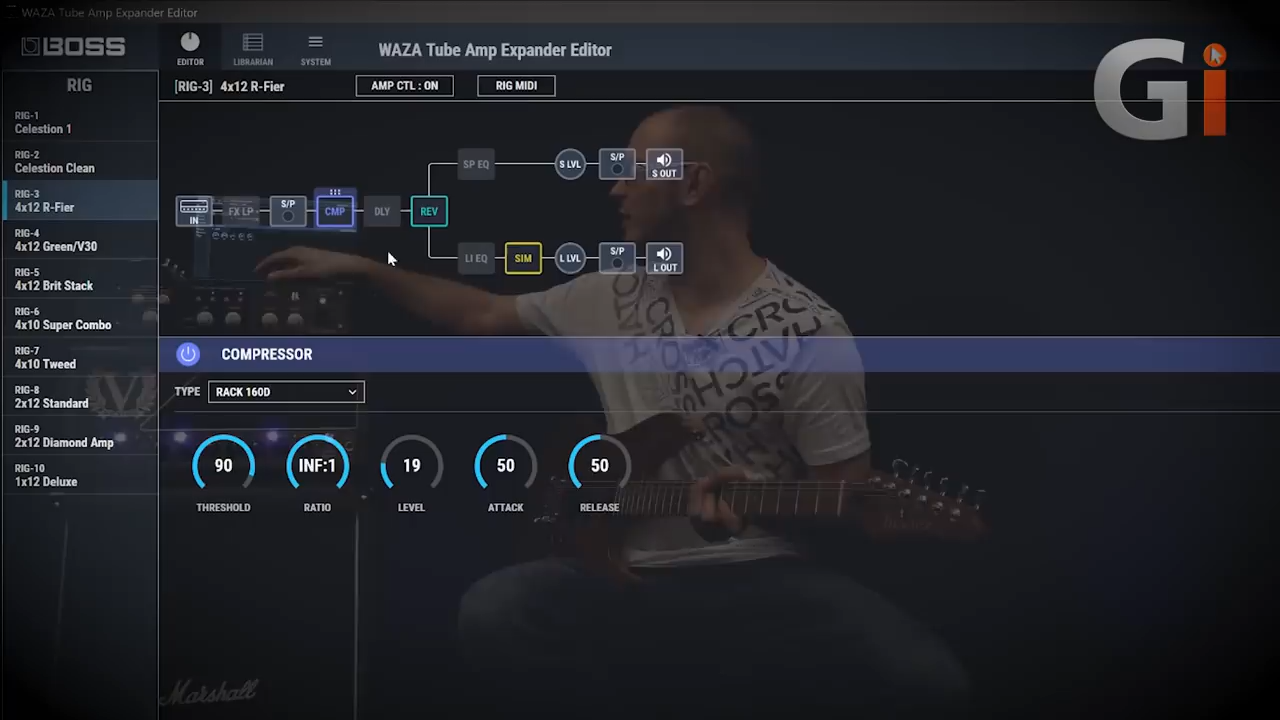 WAZA Tube Amp Expander Editor
BOSS
EDITOR
LIBRARIAN
SYSTEM
WAZA Tube Amp Expander Editor
Gi
RIG
[RIG-3] 4x12 R-Fier
AMP CTL : ON
RIG MIDI
RIG-1
Celestion 1
RIG-2
Celestion Clean
RIG-3
4x12 R-Fier
RIG-4
4x12 Green/V30
RIG-5
4x12 Brit Stack
RIG-6
4x10 Super Combo
RIG-7
4x10 Tweed
RIG-8
2x12 Standard
RIG-9
2x12 Diamond Amp
RIG-10
1x12 Deluxe
SP EQ
S LVL
S/P
S OUT
IN
FX LP
S/P
CMP
DLY
REV
LI EQ
SIM
L LVL
S/P
L OUT
COMPRESSOR
TYPE
RACK 160D
90
INF:1
19
50
50
THRESHOLD
RATIO
LEVEL
ATTACK
RELEASE
CROSS
Marshall